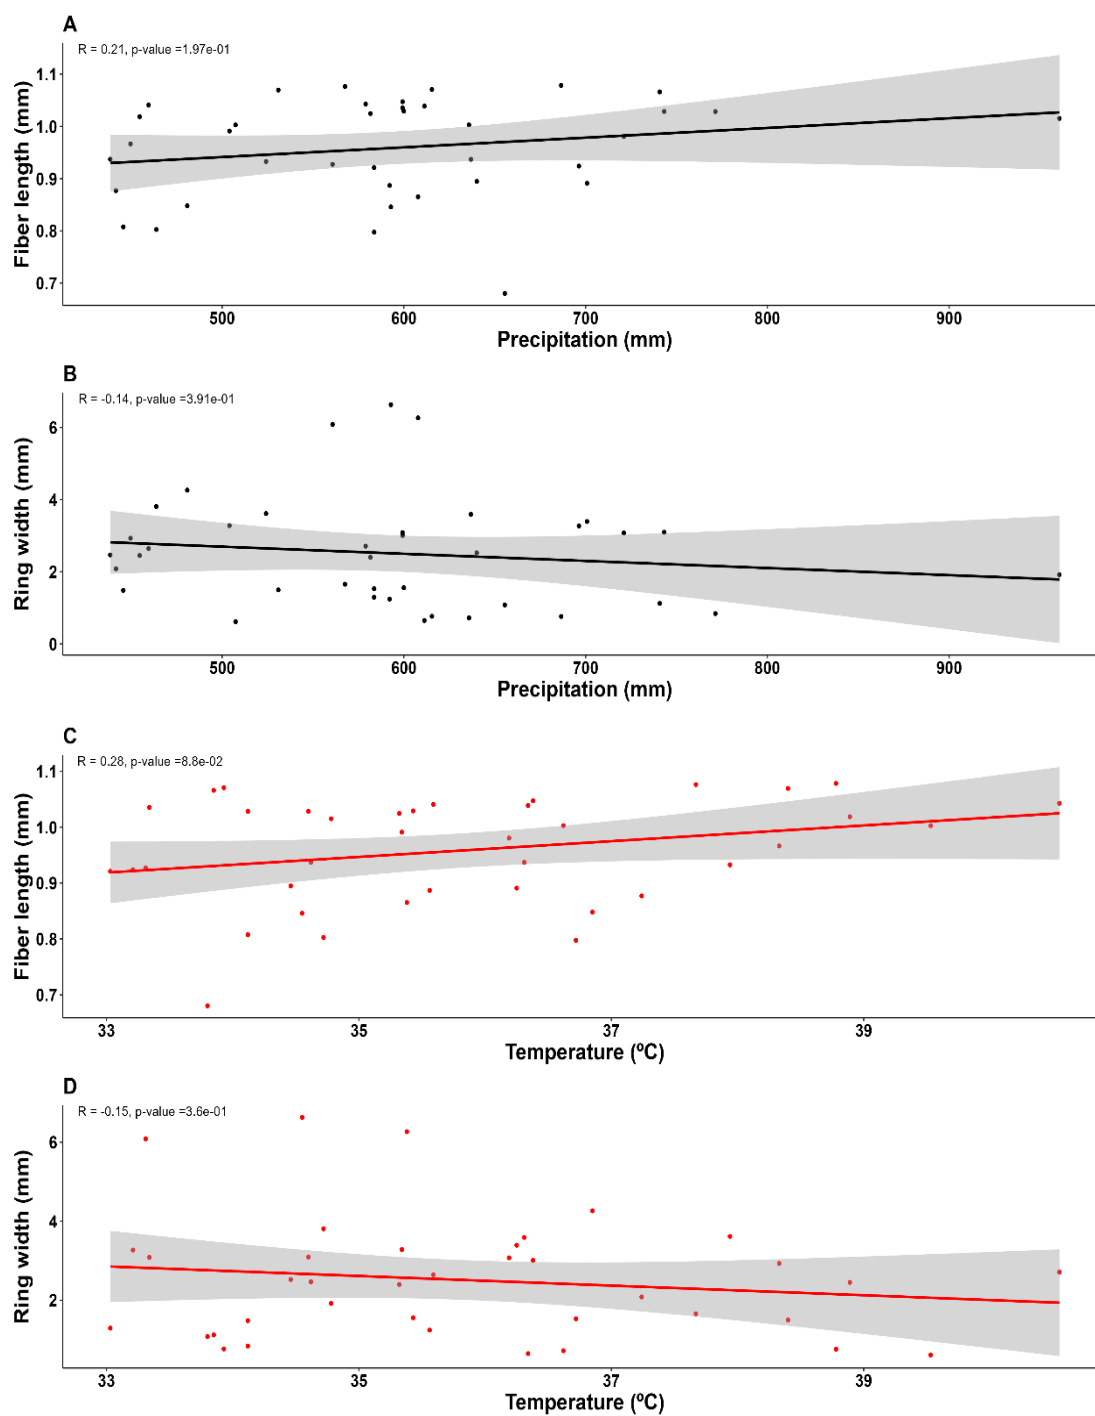 A
R = 0.21, p-value =1.97e-01
Fiber length (mm)
1.1
1.0
0.9
0.8
0.7
500 600 700 800 900
Precipitation (mm)
B
R = -0.14, p-value =3.91e-01
Ring width (mm)
6
4
2
0
500 600 700 800 900
Precipitation (mm)
C
R = 0.28, p-value =8.8e-02
Fiber length (mm)
1.1
1.0
0.9
0.8
0.7
33 35 37 39
Temperature (ºC)
D
R = -0.15, p-value =3.6e-01
Ring width (mm)
6
4
2
33 35 37 39
Temperature (ºC)